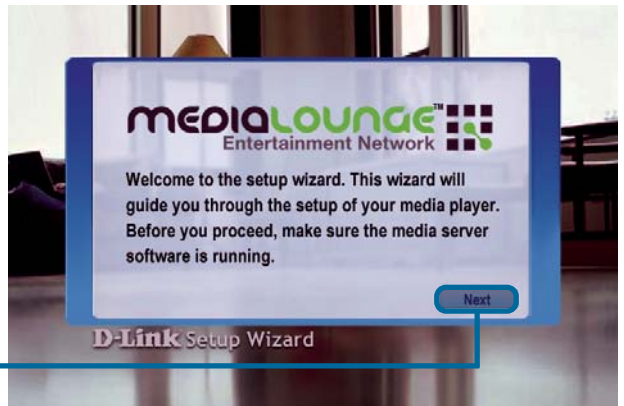 MEDIALOUNGE™
Entertainment Network
Welcome to the setup wizard. This wizard will
guide you through the setup of your media player.
Before you proceed, make sure the media server
software is running.
Next
D-Link Setup Wizard